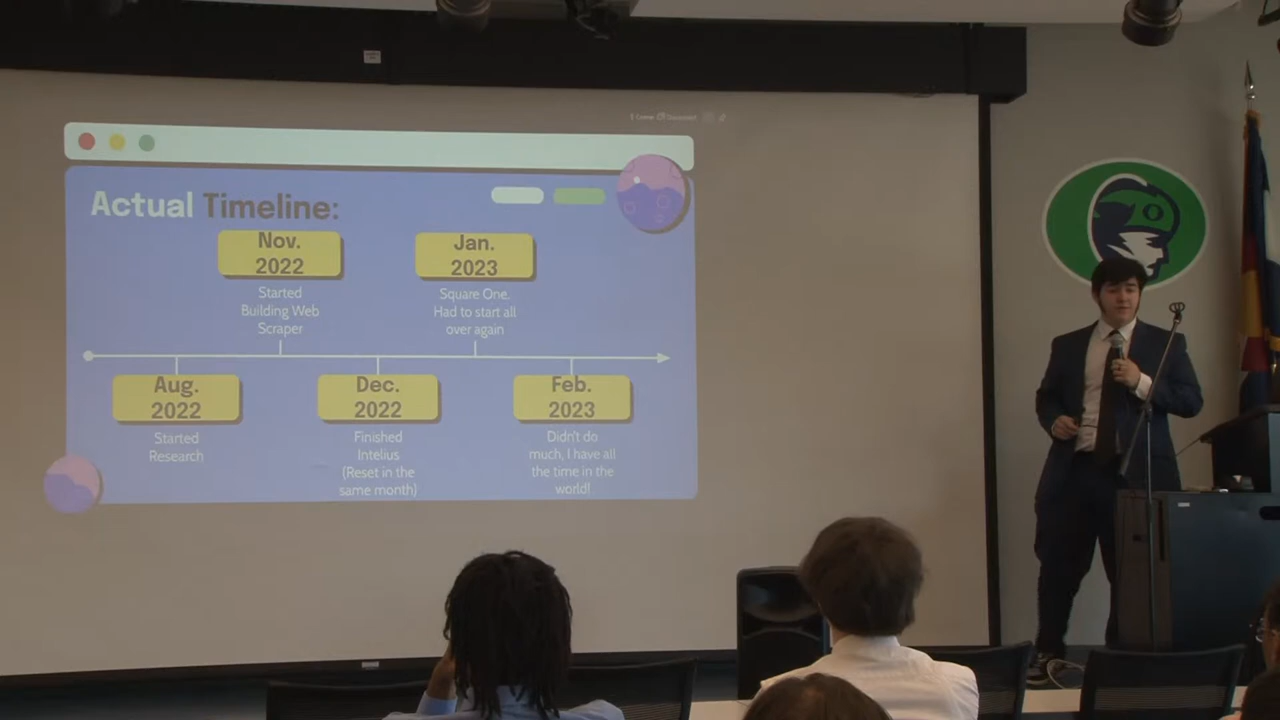 Actual Timeline:
Nov.
2022
Started
Building Web
Scraper
Jan.
2023
Square One.
Had to start all
over again
Aug.
2022
Started
Research
Dec.
2022
Finished
Intelius
(Reset in the
same month)
Feb.
2023
Didn't do
much, I have all
the time in the
world!
O